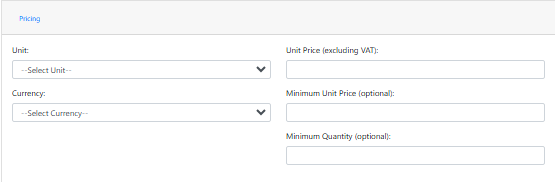 Pricing
Unit:
--Select Unit--
Currency:
--Select Currency--
Unit Price (excluding VAT):
Minimum Unit Price (optional):
Minimum Quantity (optional):